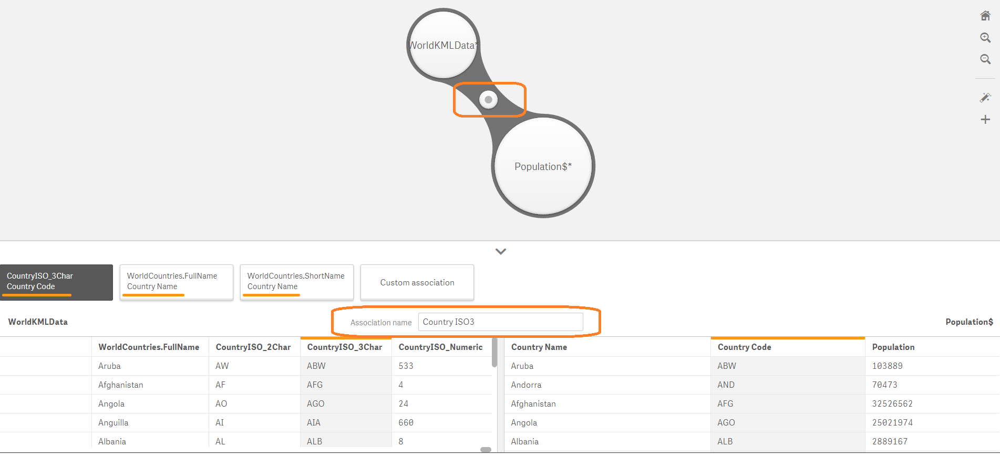 WorldKMLData*
Population$*
CountryISO_3Char
Country Code
WorldCountries.FullName
Country Name
WorldCountries.ShortName
Country Name
Custom association
WorldKMLData
Association name Country ISO3
Population$
WorldCountries.FullName CountryISO_2Char CountryISO_3Char CountryISO_Numeric Country Name Country Code Population
Aruba AW ABW 533 Aruba ABW 103889
Afghanistan AF AFG 4 Andorra AND 70473
Angola AO AGO 24 Afghanistan AFG 32526562
Anguilla AI AIA 660 Angola AGO 25021974
Albania AL ALB 8 Albania ALB 2889167